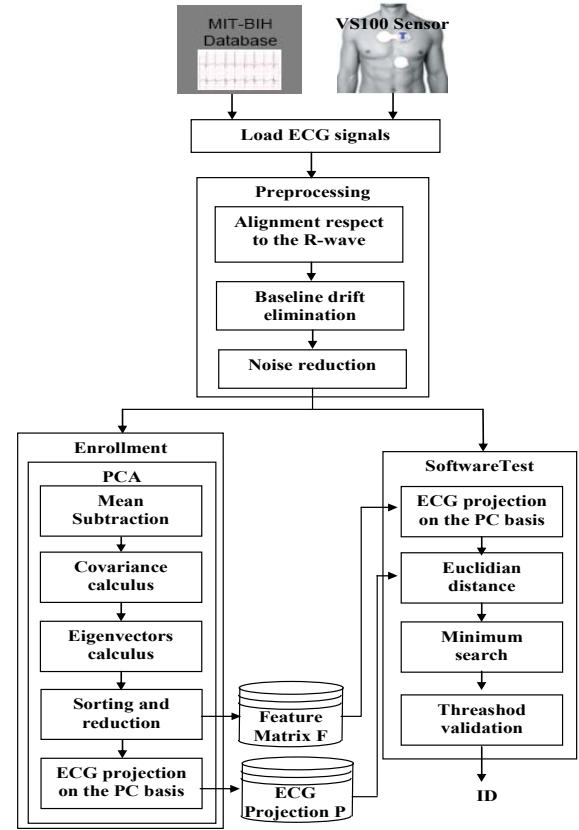 MIT-BIH
Database
VS100 Sensor
T
Load ECG signals
Preprocessing
Alignment respect
to the R-wave
Baseline drift
elimination
Noise reduction
Enrollment
PCA
Mean
Subtraction
Covariance
calculus
Eigenvectors
calculus
Sorting and
reduction
ECG projection
on the PC basis
Feature
Matrix F
ECG
Projection P
SoftwareTest
ECG projection
on the PC basis
Euclidian
distance
Minimum
search
Threashod
validation
ID